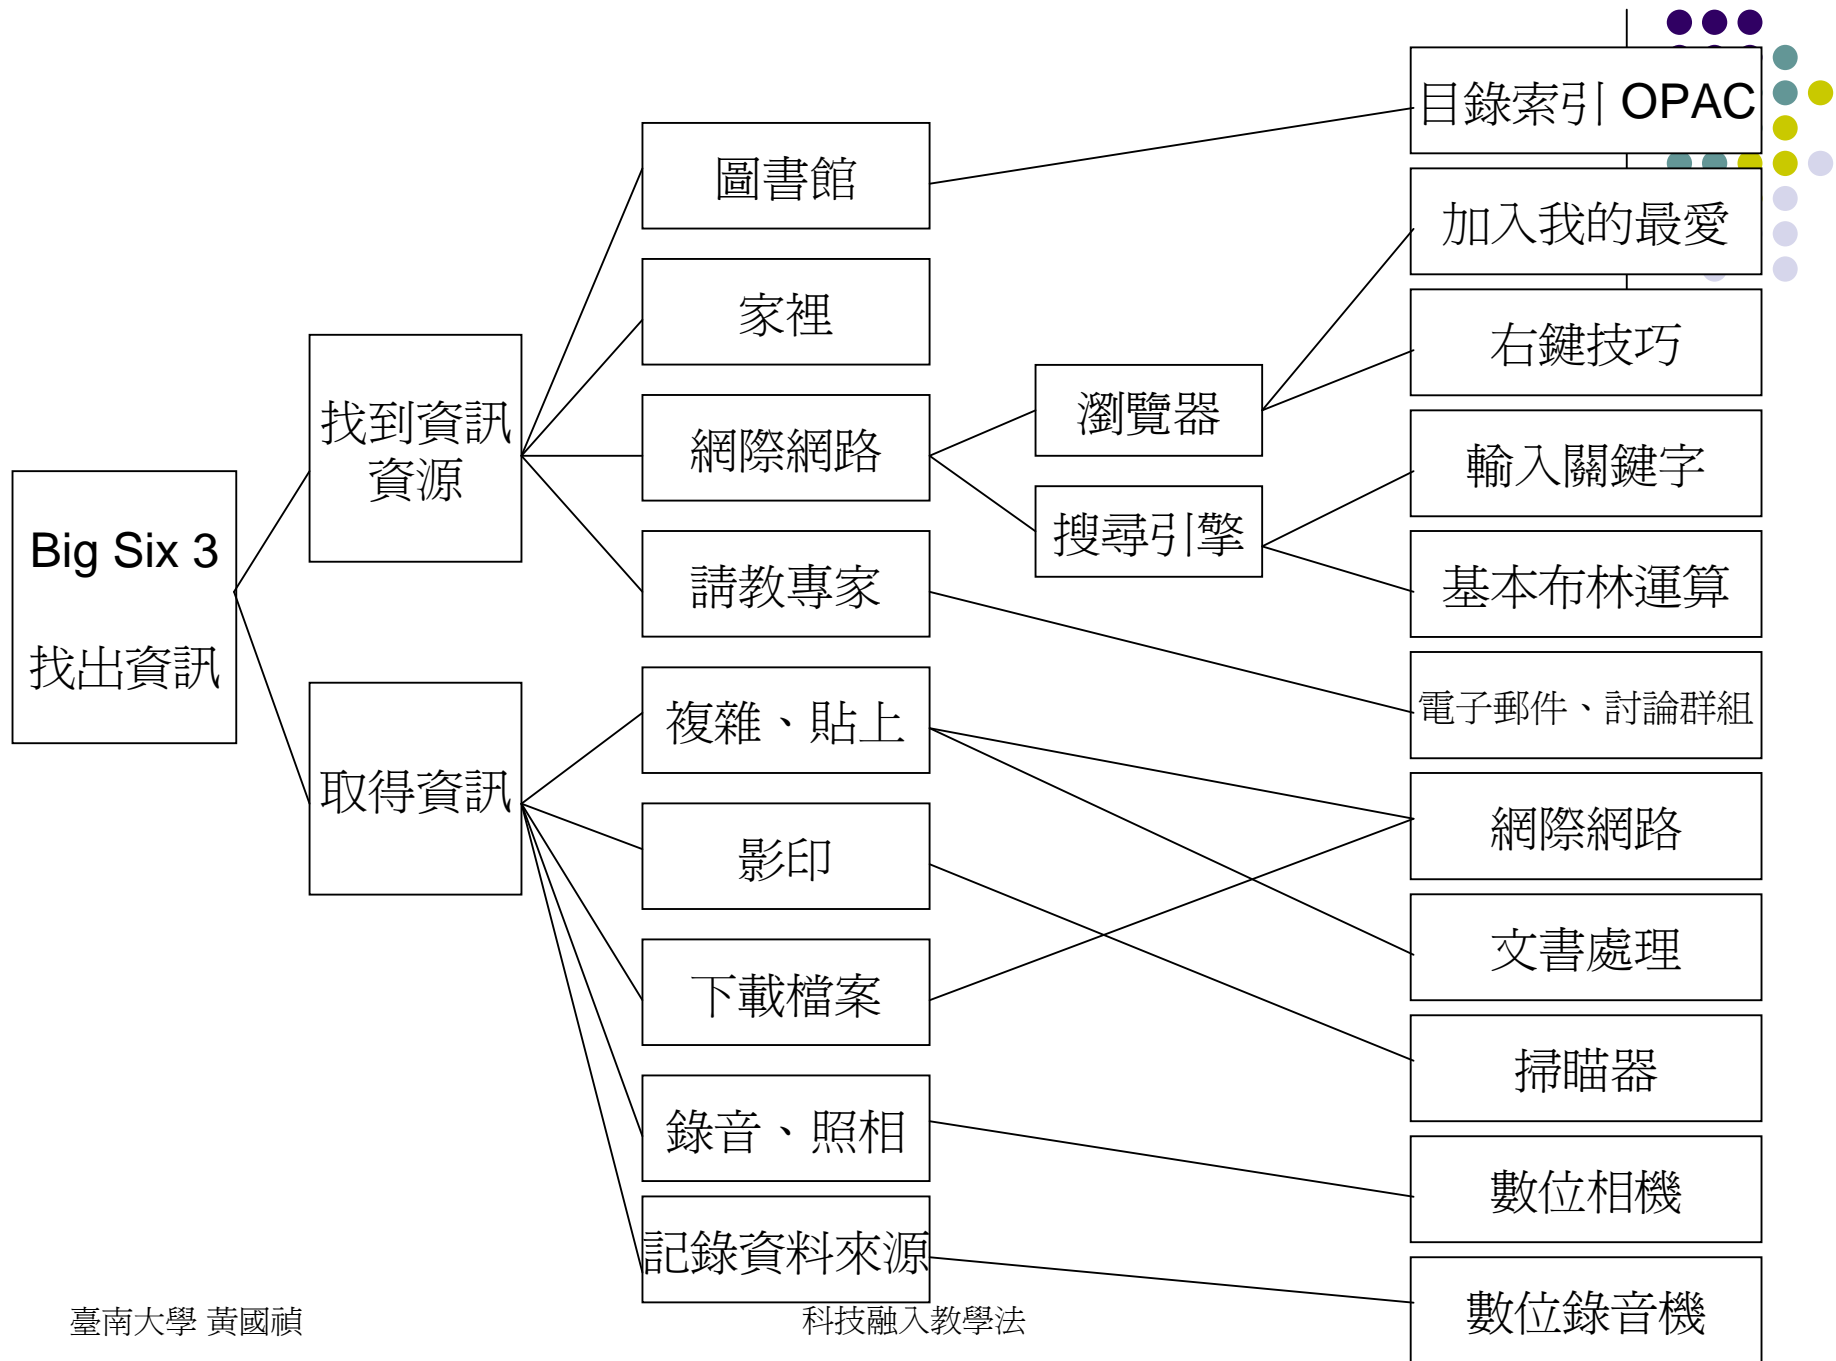 Big Six 3
找出資訊
找到資訊
資源
取得資訊
圖書館
家裡
網際網路
請教專家
複雜、貼上
影印
下載檔案
錄音、照相
記錄資料來源
瀏覽器
搜尋引擎
目錄索引 OPAC
加入我的最愛
右鍵技巧
輸入關鍵字
基本布林運算
電子郵件、討論群組
網際網路
文書處理
掃瞄器
數位相機
數位錄音機
臺南大學 黃國禎
科技融入教學法